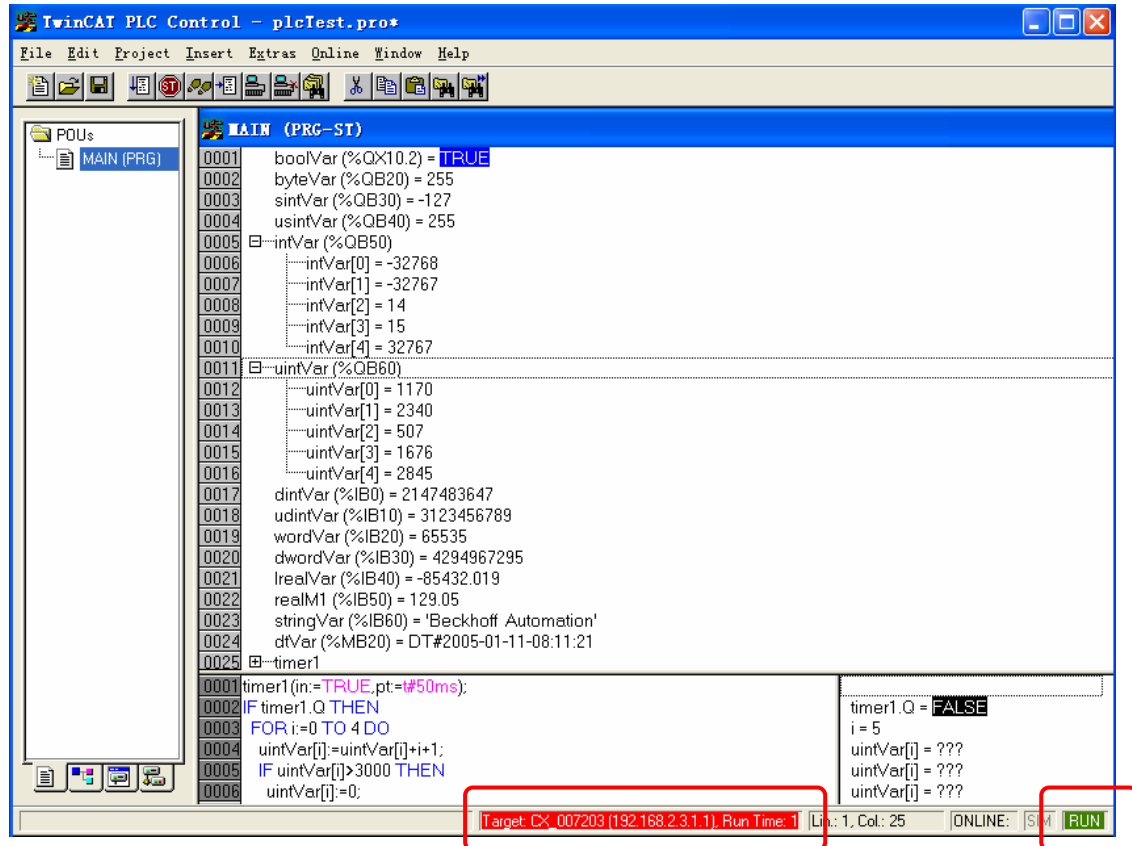 TwinCAT PLC Control - plcTest.pro*
File Edit Project Insert Extras Online Window Help
POUs
MAIN (PRG)
MAIN (PRG-ST)
0001 boolVar (%QX10.2) = TRUE
0002 byteVar (%QB20) = 255
0003 sintVar (%QB30) = -127
0004 usintVar (%QB40) = 255
0005 intVar (%QB50)
0006 intVar[0] = -32768
0007 intVar[1] = -32767
0008 intVar[2] = 14
0009 intVar[3] = 15
0010 intVar[4] = 32767
0011 uintVar (%QB60)
0012 uintVar[0] = 1170
0013 uintVar[1] = 2340
0014 uintVar[2] = 507
0015 uintVar[3] = 1676
0016 uintVar[4] = 2845
0017 dintVar (%IB0) = 2147483647
0018 udintVar (%IB10) = 3123456789
0019 wordVar (%IB20) = 65535
0020 dwordVar (%IB30) = 4294967295
0021 lrealVar (%IB40) = -85432.019
0022 realM1 (%IB50) = 129.05
0023 stringVar (%IB60) = 'Beckhoff Automation'
0024 dtVar (%MB20) = DT#2005-01-11-08:11:21
0025 timer1
0001 timer1(in:=TRUE,pt:=t#50ms);
0002 IF timer1.Q THEN
timer1.Q = FALSE
0003 FOR i:=0 TO 4 DO
i = 5
0004 uintVar[i]:=uintVar[i]+i+1;
uintVar[i] = ???
0005 IF uintVar[i]>3000 THEN
uintVar[i] = ???
0006 uintVar[i]:=0;
uintVar[i] = ???
Target: CX_007203 (192.168.2.3.1.1), Run Time: 1 Lin.: 1, Col.: 25 ONLINE: SIM RUN